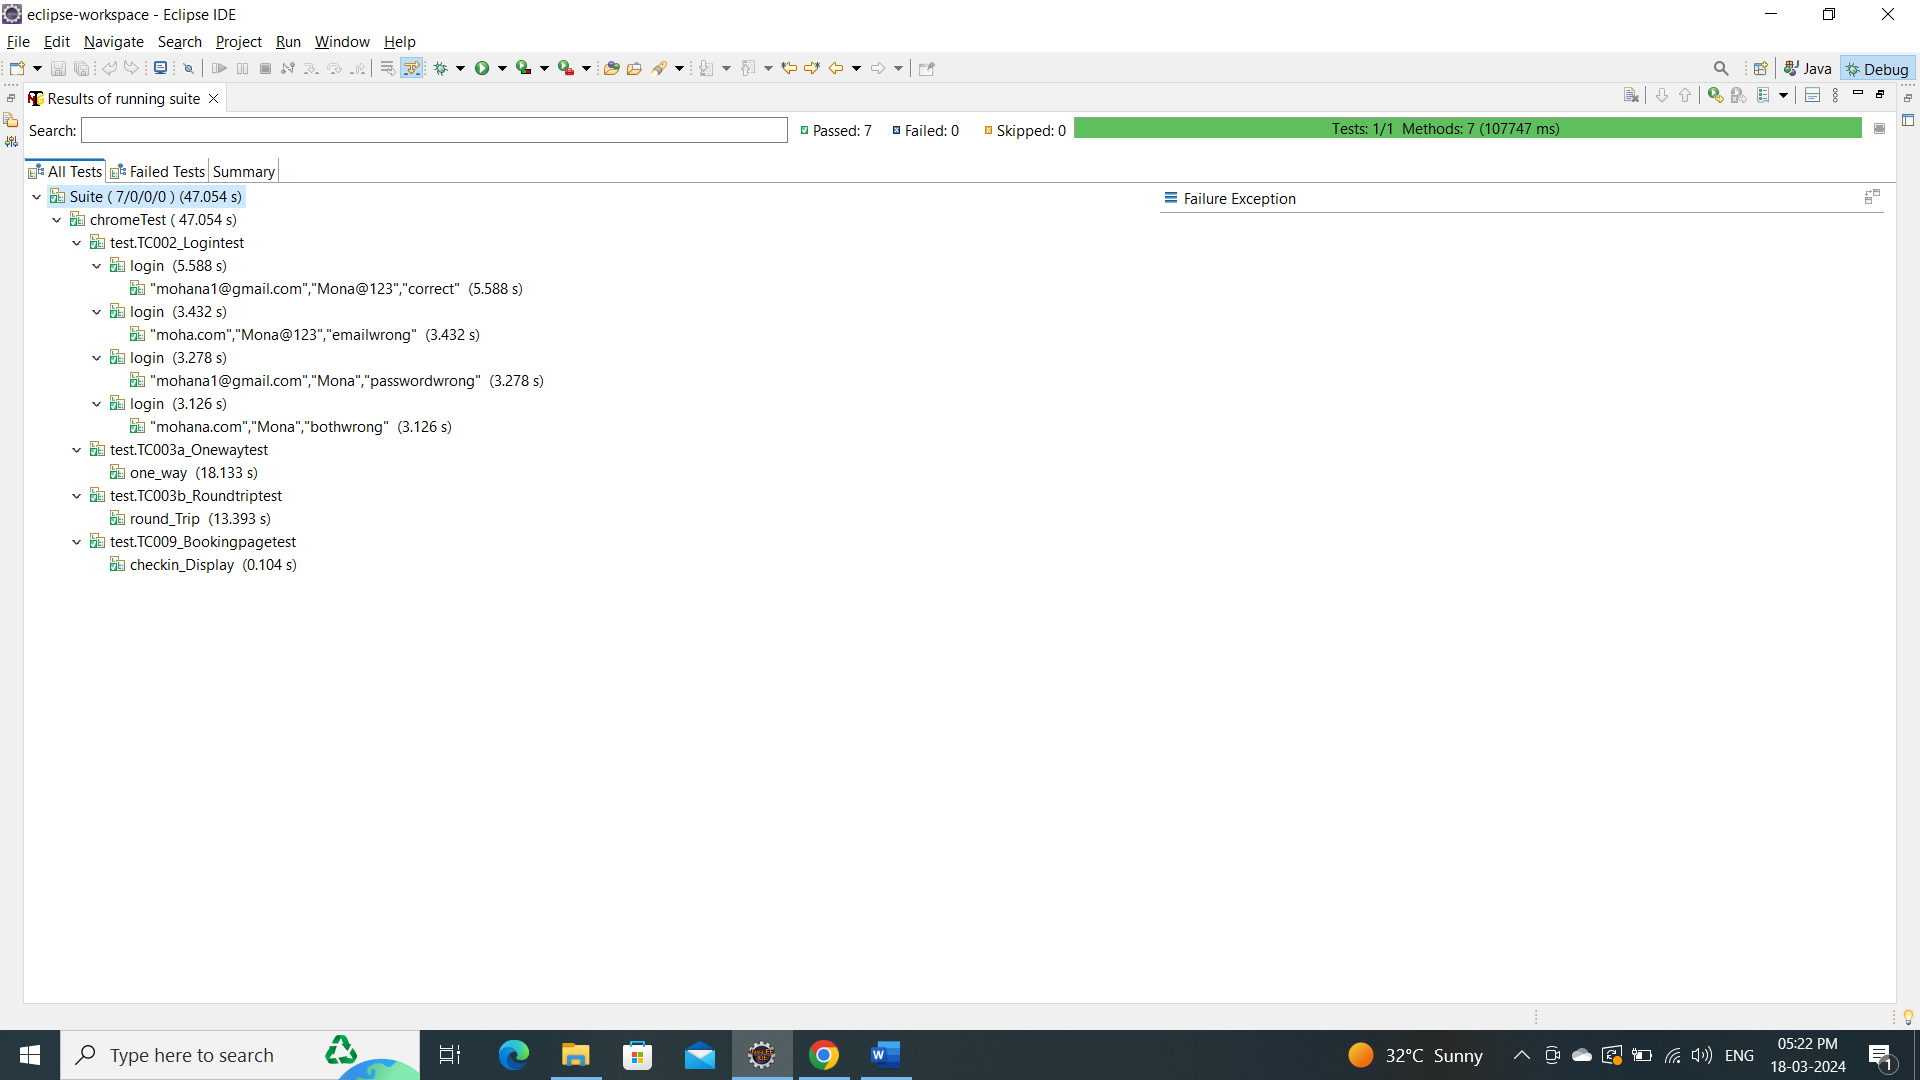 eclipse-workspace - Eclipse IDE
File Edit Navigate Search Project Run Window Help
Java Debug
Results of running suite
Search: Passed: 7 Failed: 0 Skipped: 0 Tests: 1/1 Methods: 7 (107747 ms)
All Tests Failed Tests Summary
Suite ( 7/0/0/0 ) (47.054 s)
Failure Exception
chromeTest ( 47.054 s)
test.TC002_Logintest
login (5.588 s)
"mohana1@gmail.com","Mona@123","correct" (5.588 s)
login (3.432 s)
"moha.com","Mona@123","emailwrong" (3.432 s)
login (3.278 s)
"mohana1@gmail.com","Mona","passwordwrong" (3.278 s)
login (3.126 s)
"mohana.com","Mona","bothwrong" (3.126 s)
test.TC003a_Onewaytest
one_way (18.133 s)
test.TC003b_Roundtriptest
round_Trip (13.393 s)
test.TC009_Bookingpagetest
checkin_Display (0.104 s)
Type here to search
32°C Sunny
ENG
05:22 PM
18-03-2024
1